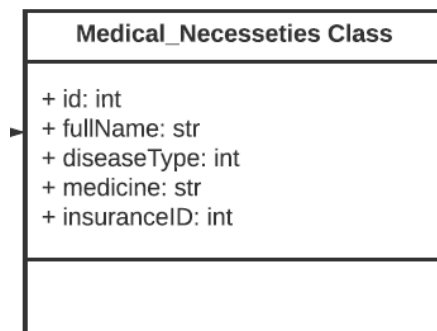 Medical_Necesseties Class
+ id: int
+ fullName: str
+ diseaseType: int
+ medicine: str
+ insuranceID: int